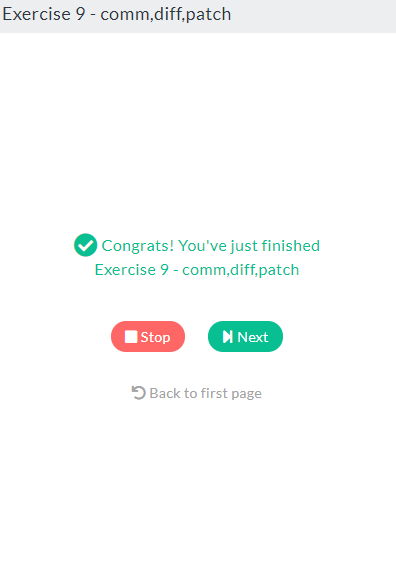 Exercise 9 - comm,diff,patch
Congrats! You've just finished
Exercise 9 - comm,diff,patch
Stop
Next
Back to first page